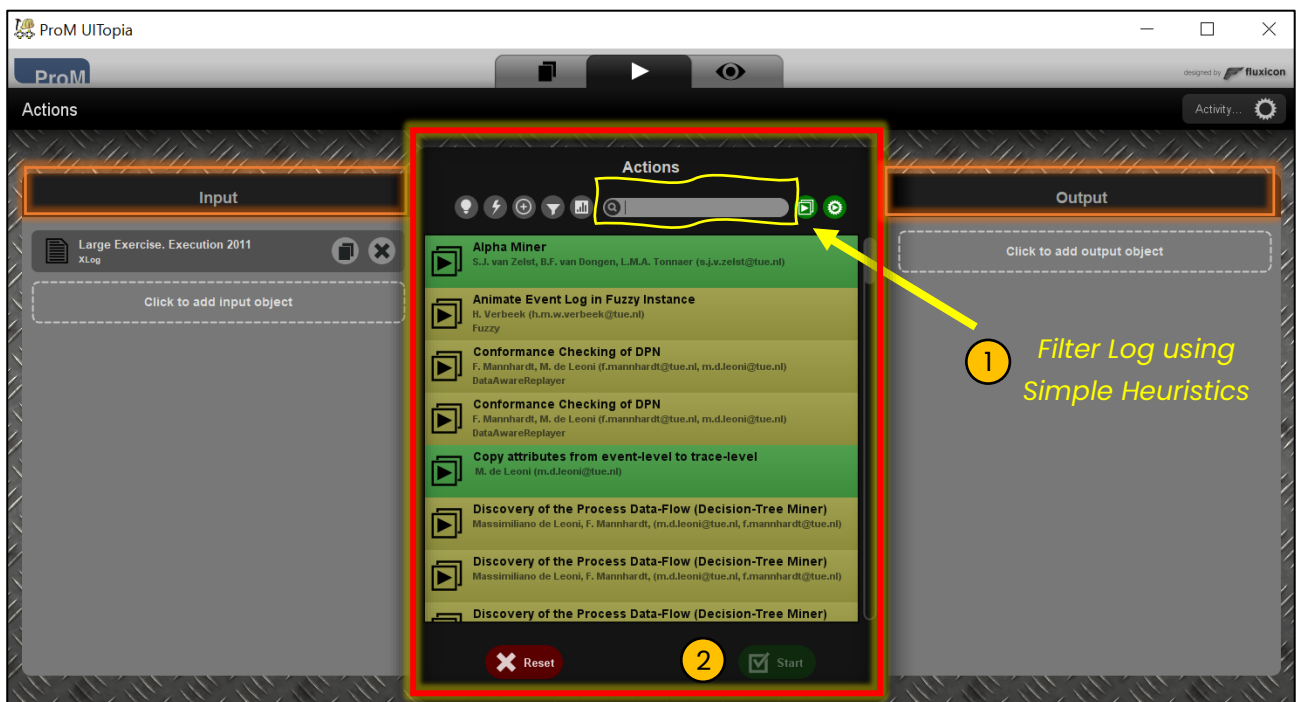 ProM UITopia
ProM
designed by fluxicon
Actions
Activity...
Input
Large Exercise. Execution 2011
XLog
Click to add input object
Actions
Alpha Miner
S.J. van Zelst, B.F. van Dongen, L.M.A. Tonnaer (s.j.v.zelst@tue.nl)
Animate Event Log in Fuzzy Instance
H. Verbeek (h.m.w.verbeek@tue.nl)
Fuzzy
Conformance Checking of DPN
F. Mannhardt, M. de Leoni (f.mannhardt@tue.nl, m.d.leoni@tue.nl)
DataAwareReplayer
Conformance Checking of DPN
F. Mannhardt, M. de Leoni (f.mannhardt@tue.nl, m.d.leoni@tue.nl)
DataAwareReplayer
Copy attributes from event-level to trace-level
M. de Leoni (m.d.leoni@tue.nl)
Discovery of the Process Data-Flow (Decision-Tree Miner)
Massimiliano de Leoni, F. Mannhardt, (m.d.leoni@tue.nl, f.mannhardt@tue.nl)
Discovery of the Process Data-Flow (Decision-Tree Miner)
Massimiliano de Leoni, F. Mannhardt, (m.d.leoni@tue.nl, f.mannhardt@tue.nl)
Discovery of the Process Data-Flow (Decision-Tree Miner)
Reset
2
Start
Output
Click to add output object
1
Filter Log using
Simple Heuristics